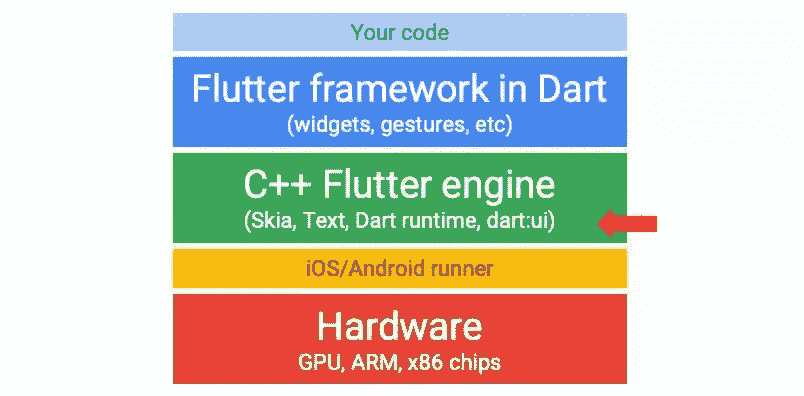 Your code
Flutter framework in Dart
(widgets, gestures, etc)
C++ Flutter engine
(Skia, Text, Dart runtime, dart:ui)
iOS/Android runner
Hardware
GPU, ARM, x86 chips